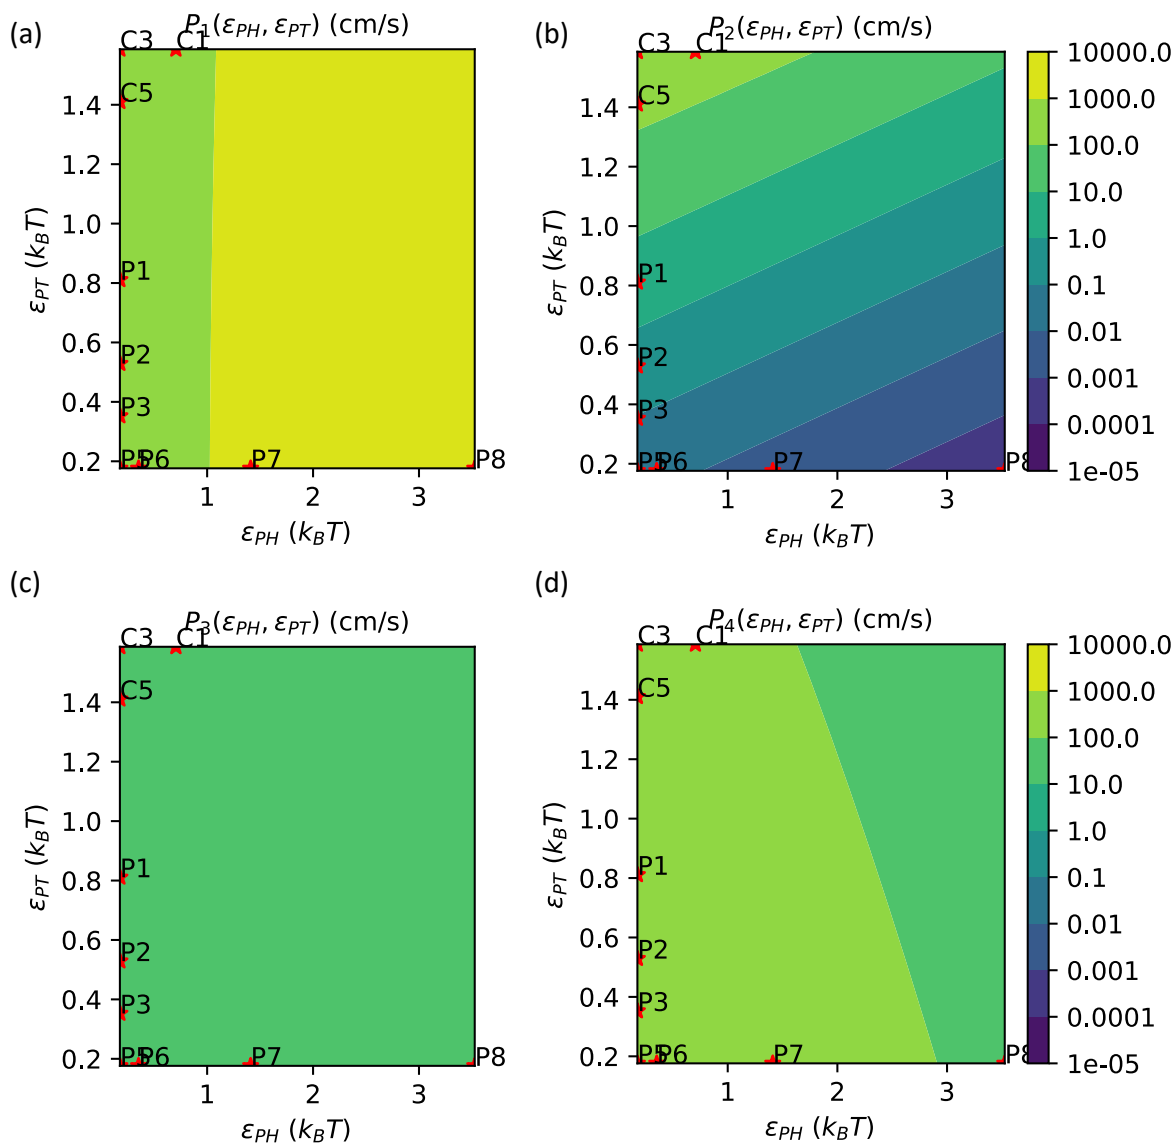 (a)
P₁(εPH, εPT) (cm/s)
C3
C1
C5
P1
P2
P3
P5
P6
P7
P8
1.4
1.2
1.0
0.8
0.6
0.4
0.2
εPT (kBT)
1
2
3
εPH (kBT)
(b)
P₂(εPH, εPT) (cm/s)
C3
C1
C5
P1
P2
P3
P5
P6
P7
P8
1.4
1.2
1.0
0.8
0.6
0.4
0.2
εPT (kBT)
1
2
3
εPH (kBT)
10000.0
1000.0
100.0
10.0
1.0
0.1
0.01
0.001
0.0001
1e-05
(c)
P₃(εPH, εPT) (cm/s)
C3
C1
C5
P1
P2
P3
P5
P6
P7
P8
1.4
1.2
1.0
0.8
0.6
0.4
0.2
εPT (kBT)
1
2
3
εPH (kBT)
(d)
P₄(εPH, εPT) (cm/s)
C3
C1
C5
P1
P2
P3
P5
P6
P7
P8
1.4
1.2
1.0
0.8
0.6
0.4
0.2
εPT (kBT)
1
2
3
εPH (kBT)
10000.0
1000.0
100.0
10.0
1.0
0.1
0.01
0.001
0.0001
1e-05